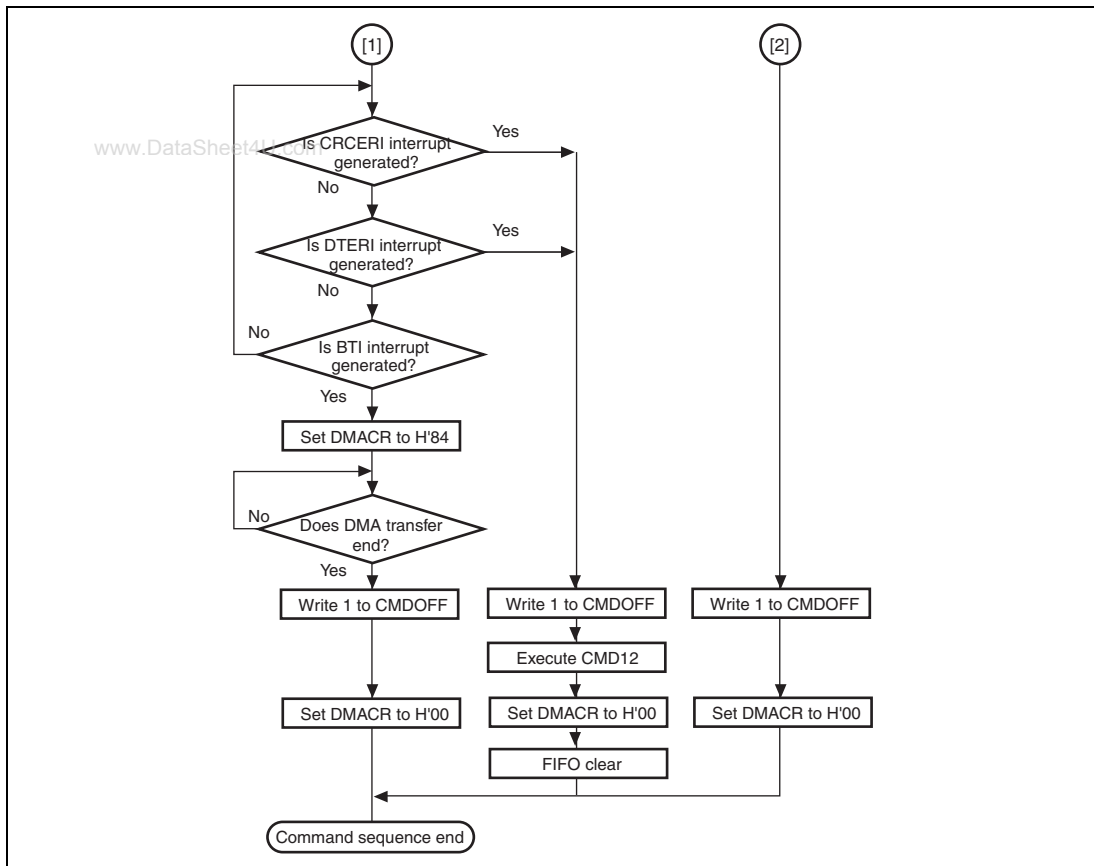 [1]
[2]
www.DataSheet4U.com
Is CRCERI interrupt
generated?
Yes
No
Is DTERI interrupt
generated?
Yes
No
No
Is BTI interrupt
generated?
Yes
Set DMACR to H'84
No
Does DMA transfer
end?
Yes
Write 1 to CMDOFF
Write 1 to CMDOFF
Write 1 to CMDOFF
Execute CMD12
Set DMACR to H'00
Set DMACR to H'00
Set DMACR to H'00
FIFO clear
Command sequence end